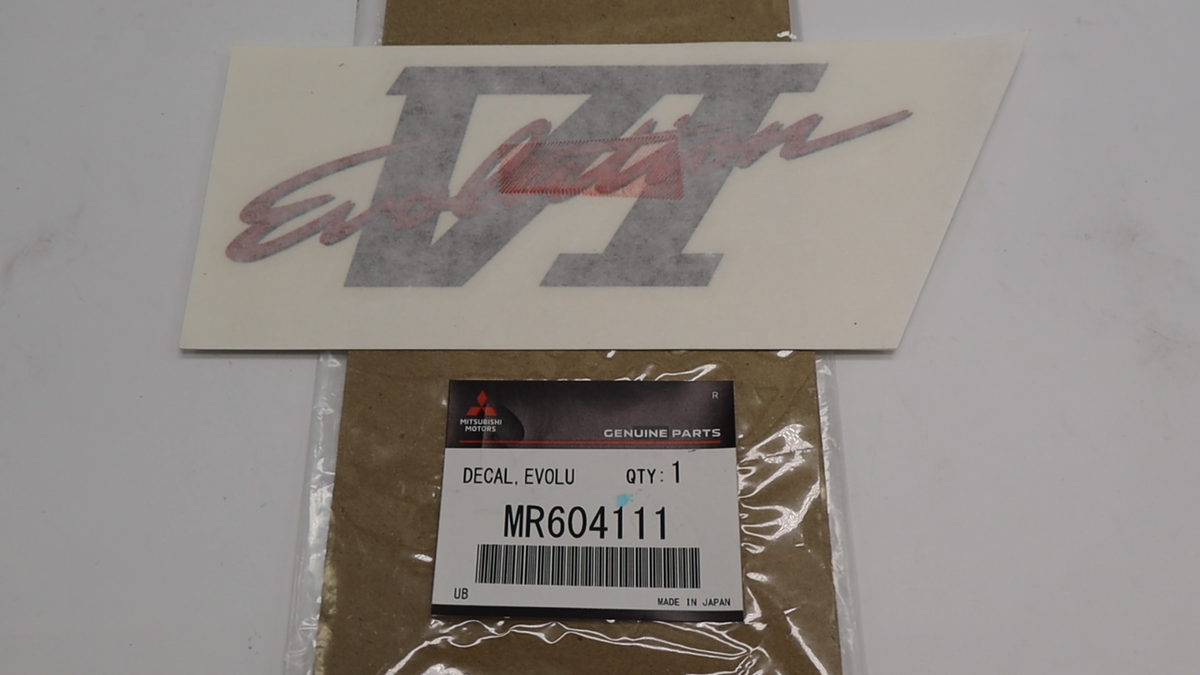 VI
Evolution
MITSUBISHI
MOTORS
R
GENUINE PARTS
DECAL, EVOLU QTY: 1
MR604111
UB
MADE IN JAPAN